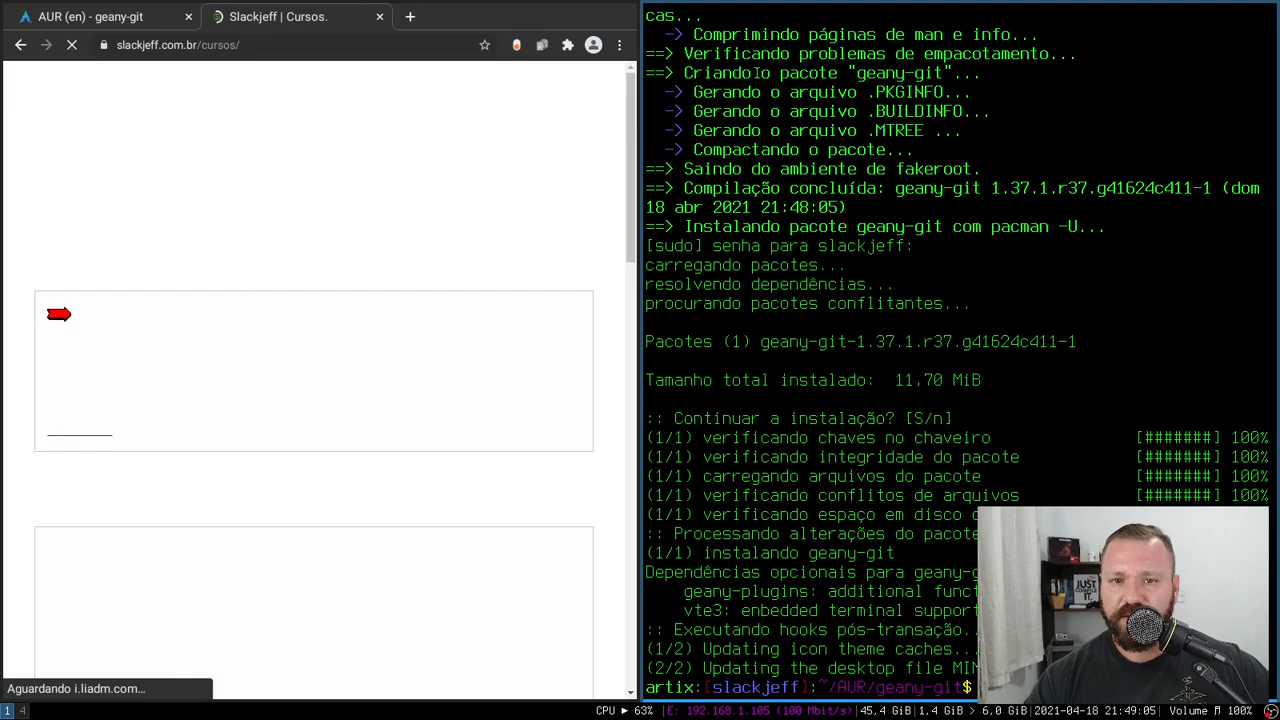 AUR (en) - geany-git
Slackjeff | Cursos.
slackjeff.com.br/cursos/
Aguardando i.liadm.com...
cas...
-> Comprimindo páginas de man e info...
==> Verificando problemas de empacotamento...
==> Criando o pacote "geany-git"...
-> Gerando o arquivo .PKGINFO...
-> Gerando o arquivo .BUILDINFO...
-> Gerando o arquivo .MTREE ...
-> Compactando o pacote...
==> Saindo do ambiente de fakeroot.
==> Compilação concluída: geany-git 1.37.1.r37.g41624c411-1 (dom
18 abr 2021 21:48:05)
==> Instalando pacote geany-git com pacman -U...
[sudo] senha para slackjeff:
carregando pacotes...
resolvendo dependências...
procurando pacotes conflitantes...
Pacotes (1) geany-git-1.37.1.r37.g41624c411-1
Tamanho total instalado:  11,70 MiB
:: Continuar a instalação? [S/n]
(1/1) verificando chaves no chaveiro [#######] 100%
(1/1) verificando integridade do pacote [#######] 100%
(1/1) carregando arquivos do pacote [#######] 100%
(1/1) verificando conflitos de arquivos [#######] 100%
(1/1) verificando espaço em disco
:: Processando alterações do pacote
(1/1) instalando geany-git
Dependências opcionais para geany-g
geany-plugins: additional funct
vte3: enbedded terminal support
:: Executando hooks pós-transação..
(1/2) Updating icon theme caches...
(2/2) Updating the desktop file MIM
artix:[slackjeff]:~/AUR/geany-git$
JUST
IT.
1 4 CPU ▶ 63% |E: 192.168.1.105 (100 Mbit/s)|45,4 GiB|1,4 GiB > 6,0 GiB|2021-04-18 21:49:05|Volume ♬ 100%